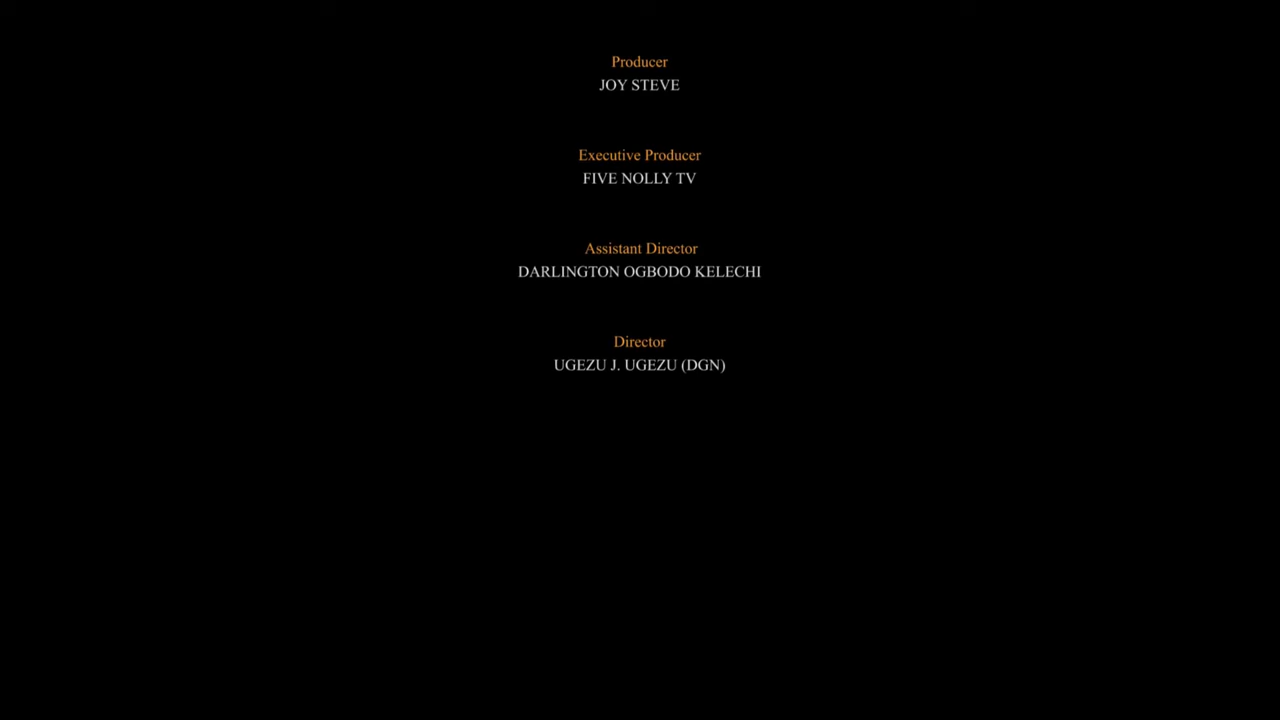 Producer
JOY STEVE
Executive Producer
FIVE NOLLY TV
Assistant Director
DARLINGTON OGBODO KELECHI
Director
UGEZU J. UGEZU (DGN)